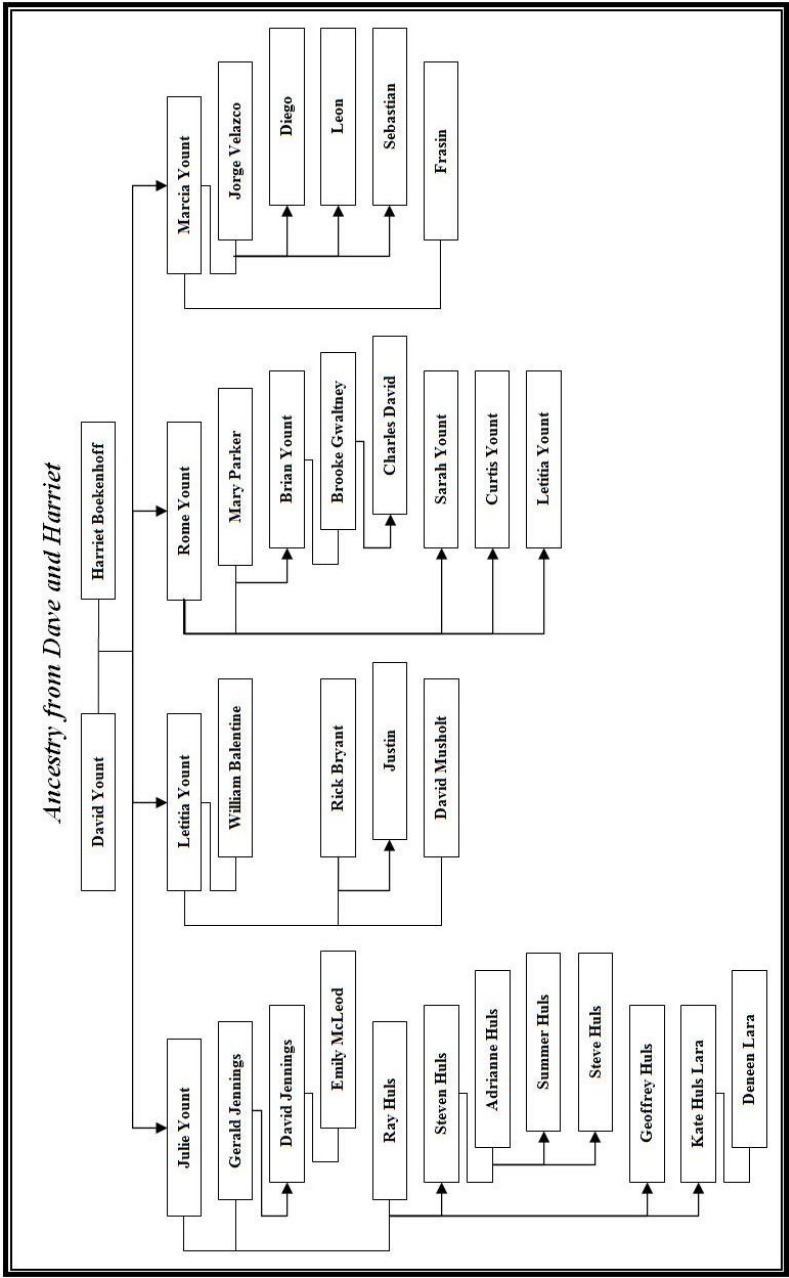 Ancestry from Dave and Harriet
David Yount
Harriet Boekenhoff
Julie Yount
Gerald Jennings
David Jennings
Emily McLeod
Ray Huls
Steven Huls
Adrianne Huls
Summer Huls
Steve Huls
Geoffrey Huls
Kate Huls Lara
Deneen Lara
Letitia Yount
William Balentine
Rick Bryant
Justin
David Musholt
Rome Yount
Mary Parker
Brian Yount
Brooke Gwaltney
Charles David
Sarah Yount
Curtis Yount
Letitia Yount
Marcia Yount
Jorge Velazco
Diego
Leon
Sebastian
Frasin